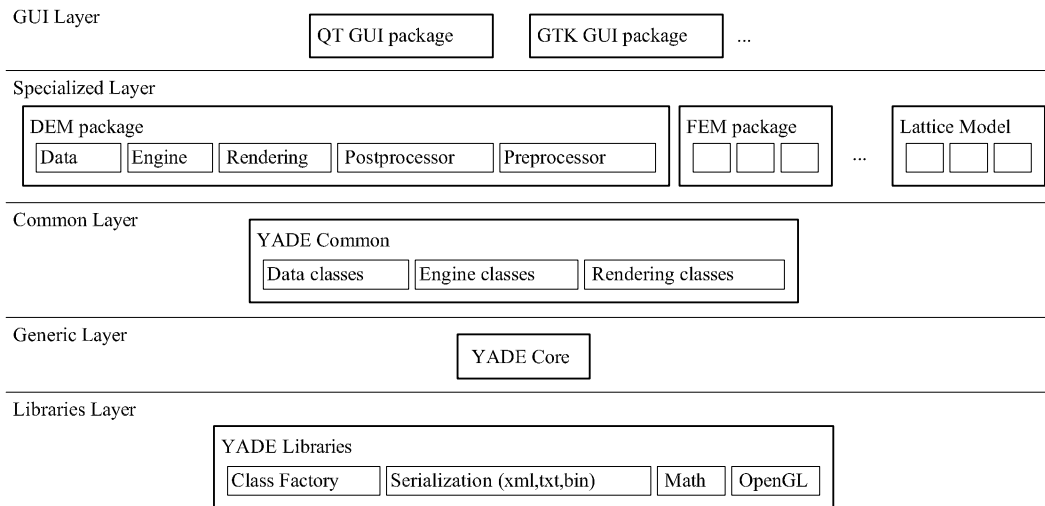 GUI Layer
QT GUI package GTK GUI package ...
Specialized Layer
DEM package FEM package ... Lattice Model
Data Engine Rendering Postprocessor Preprocessor
Common Layer
YADE Common
Data classes Engine classes Rendering classes
Generic Layer
YADE Core
Libraries Layer
YADE Libraries
Class Factory Serialization (xml,txt,bin) Math OpenGL